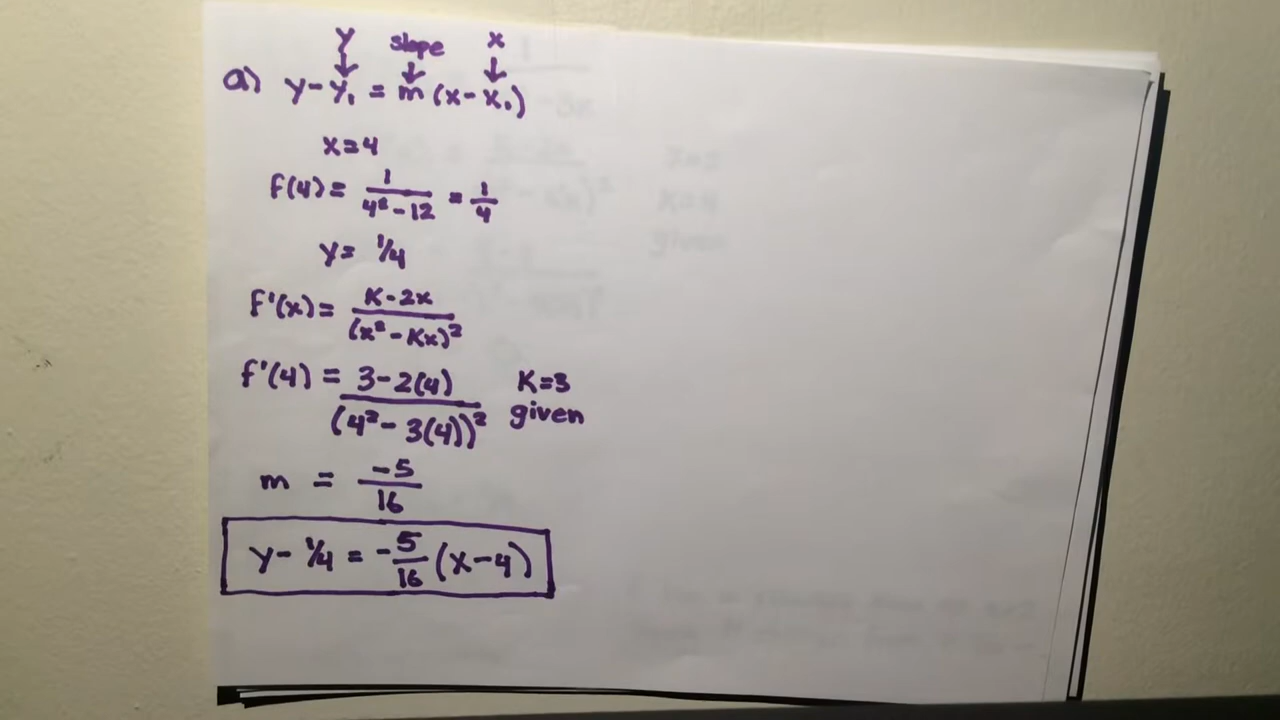 y slope x
a) y - y₁ = m (x - x₁)
x = 4
f(4) = 1/(4² - 12) = 1/4
y = 1/4
f'(x) = (K - 2x)/(x² - Kx)²
f'(4) = (3 - 2(4))/(4² - 3(4))² K = 3
given
m = -5/16
y - 1/4 = -5/16 (x - 4)